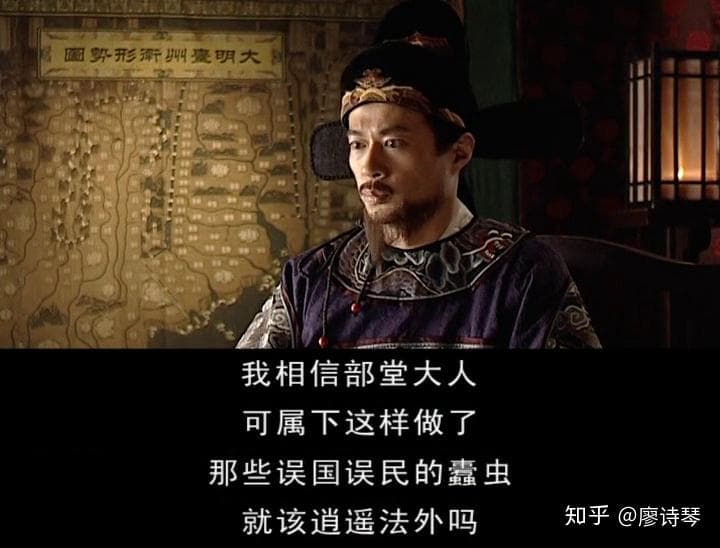 大明臺州衛形勢圖
我相信部堂大人
可属下这样做了
那些误国误民的蠹虫
就该逍遥法外吗
知乎 @廖诗琴